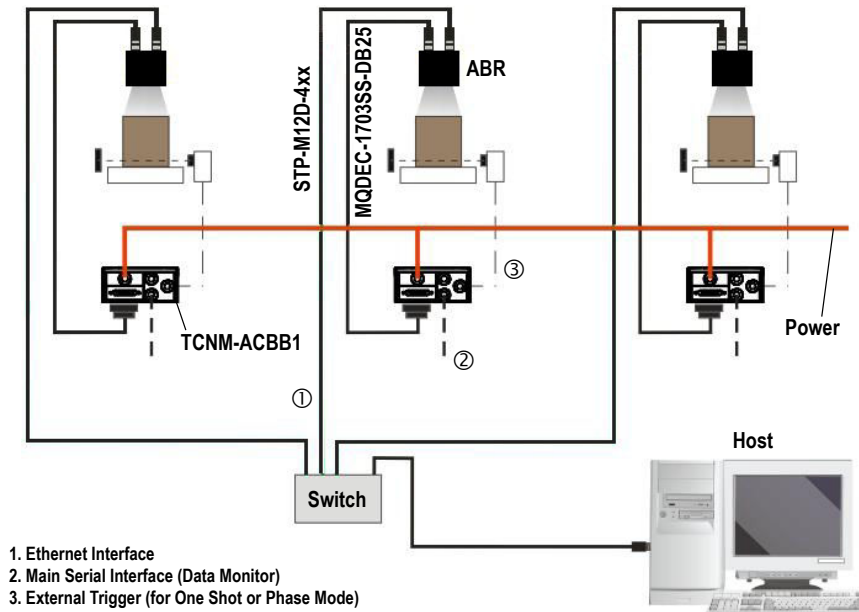 STP-M12D-4xx
MQDEC-1703SS-DB25
ABR
③
TCNM-ACBB1
Power
②
①
Host
Switch
1. Ethernet Interface
2. Main Serial Interface (Data Monitor)
3. External Trigger (for One Shot or Phase Mode)